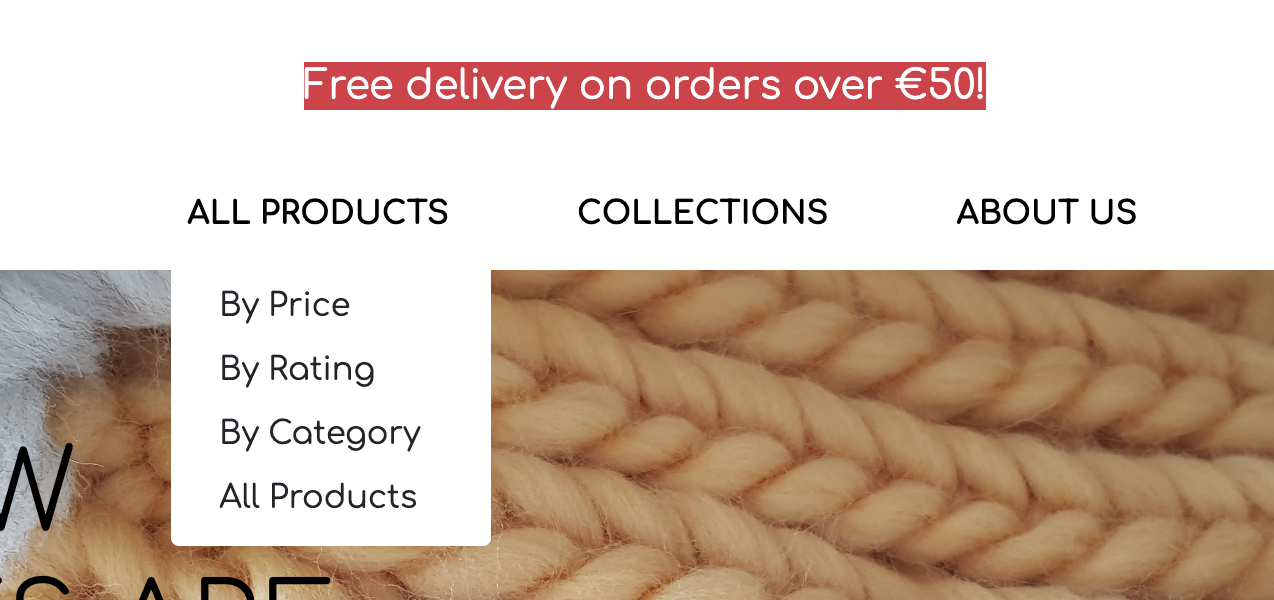 Free delivery on orders over €50!
ALL PRODUCTS COLLECTIONS ABOUT US
By Price
By Rating
By Category
All Products
W